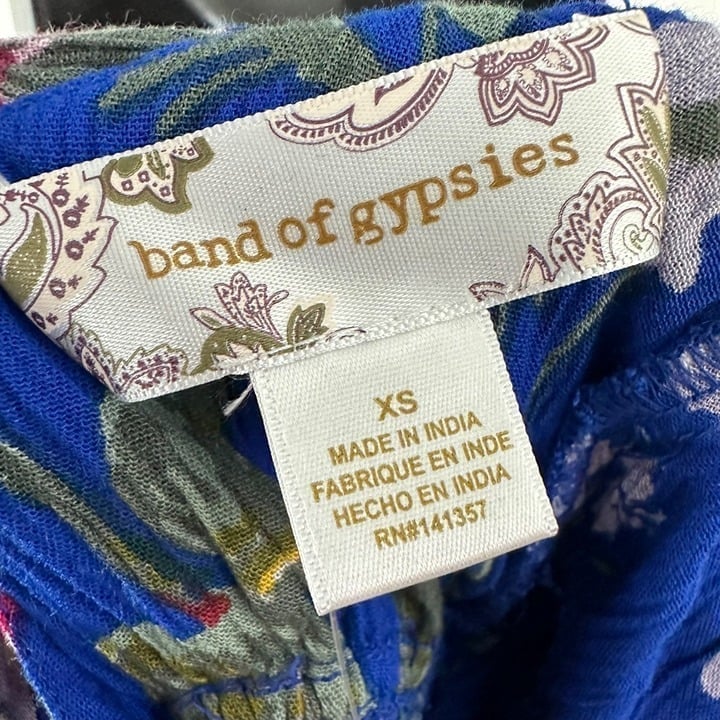 band of gypsies
XS
MADE IN INDIA
FABRIQUE EN INDE
HECHO EN INDIA
RN#141357